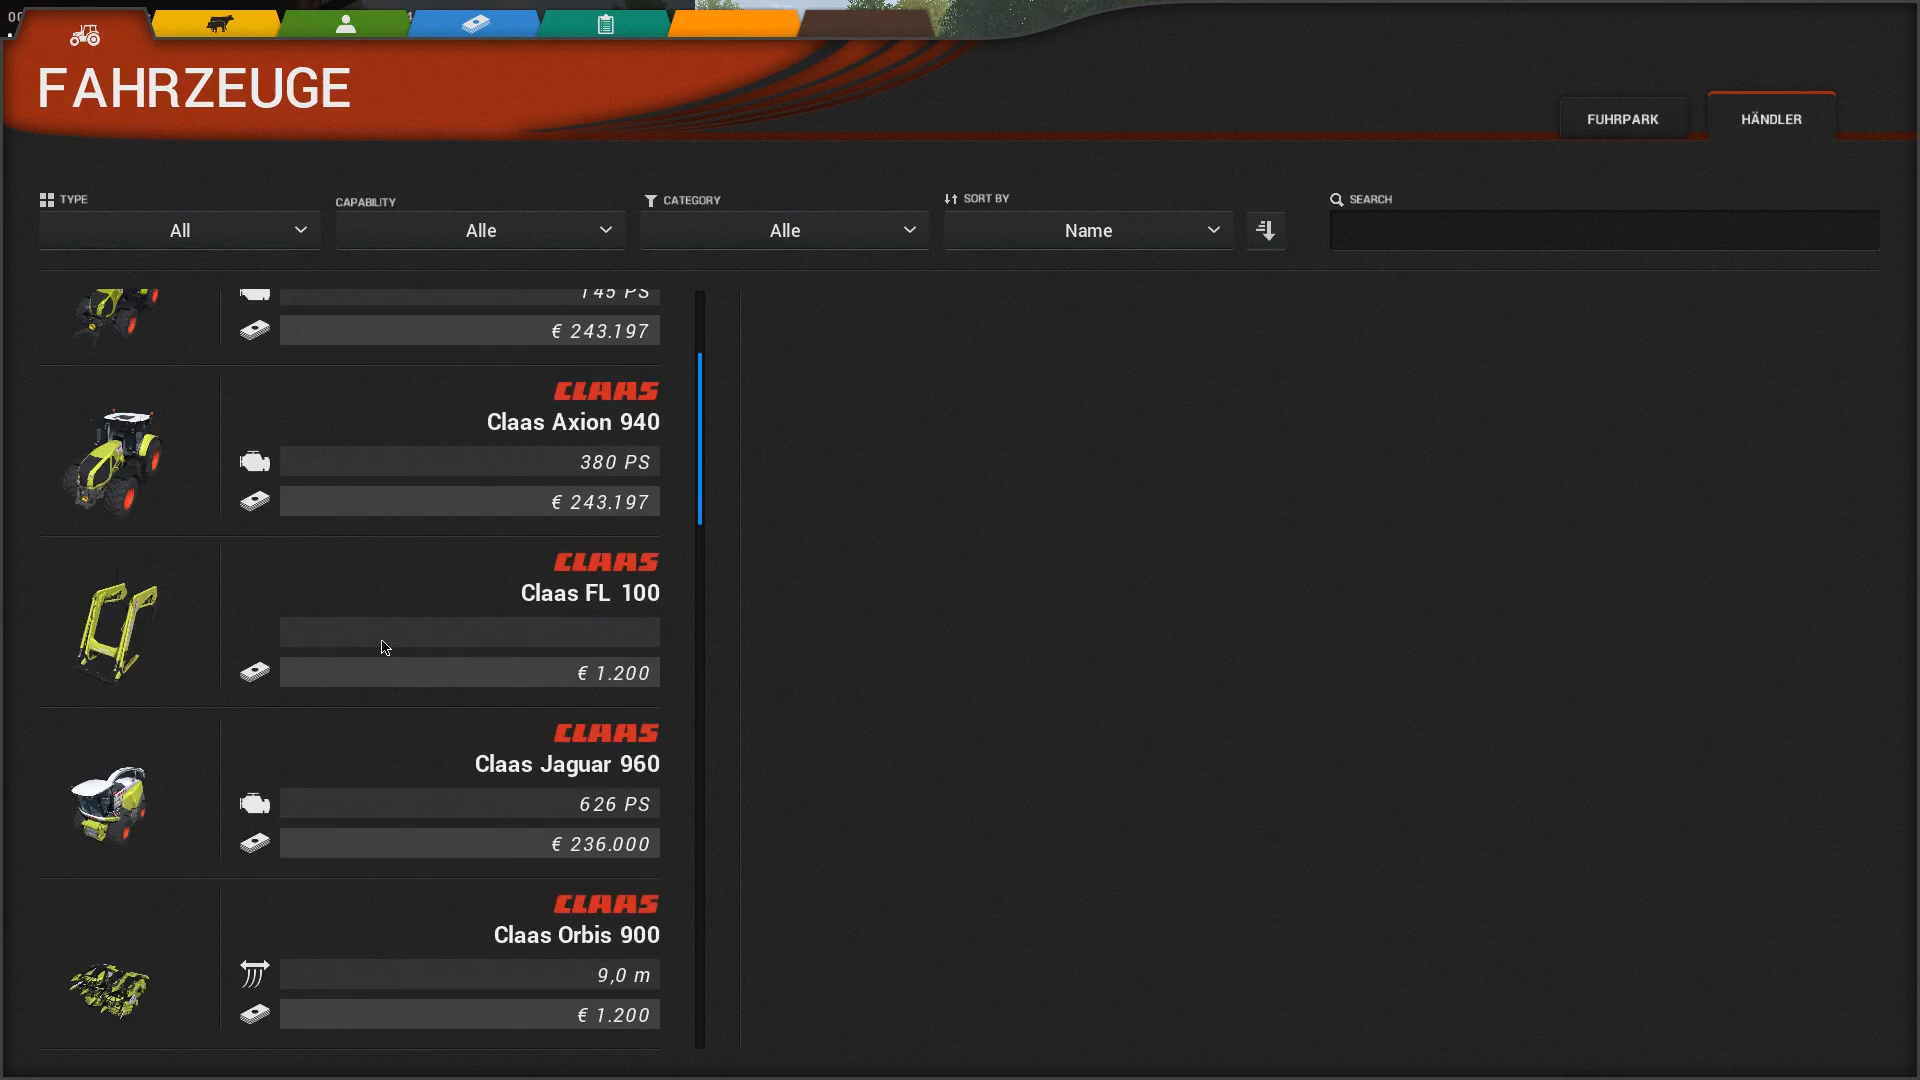 FAHRZEUGE
FUHRPARK
HÄNDLER
TYPE
CAPABILITY
CATEGORY
SORT BY
SEARCH
All
Alle
Alle
Name
145 PS
€ 243.197
CLAAS
Claas Axion 940
380 PS
€ 243.197
CLAAS
Claas FL 100
€ 1.200
CLAAS
Claas Jaguar 960
626 PS
€ 236.000
CLAAS
Claas Orbis 900
9,0 m
€ 1.200